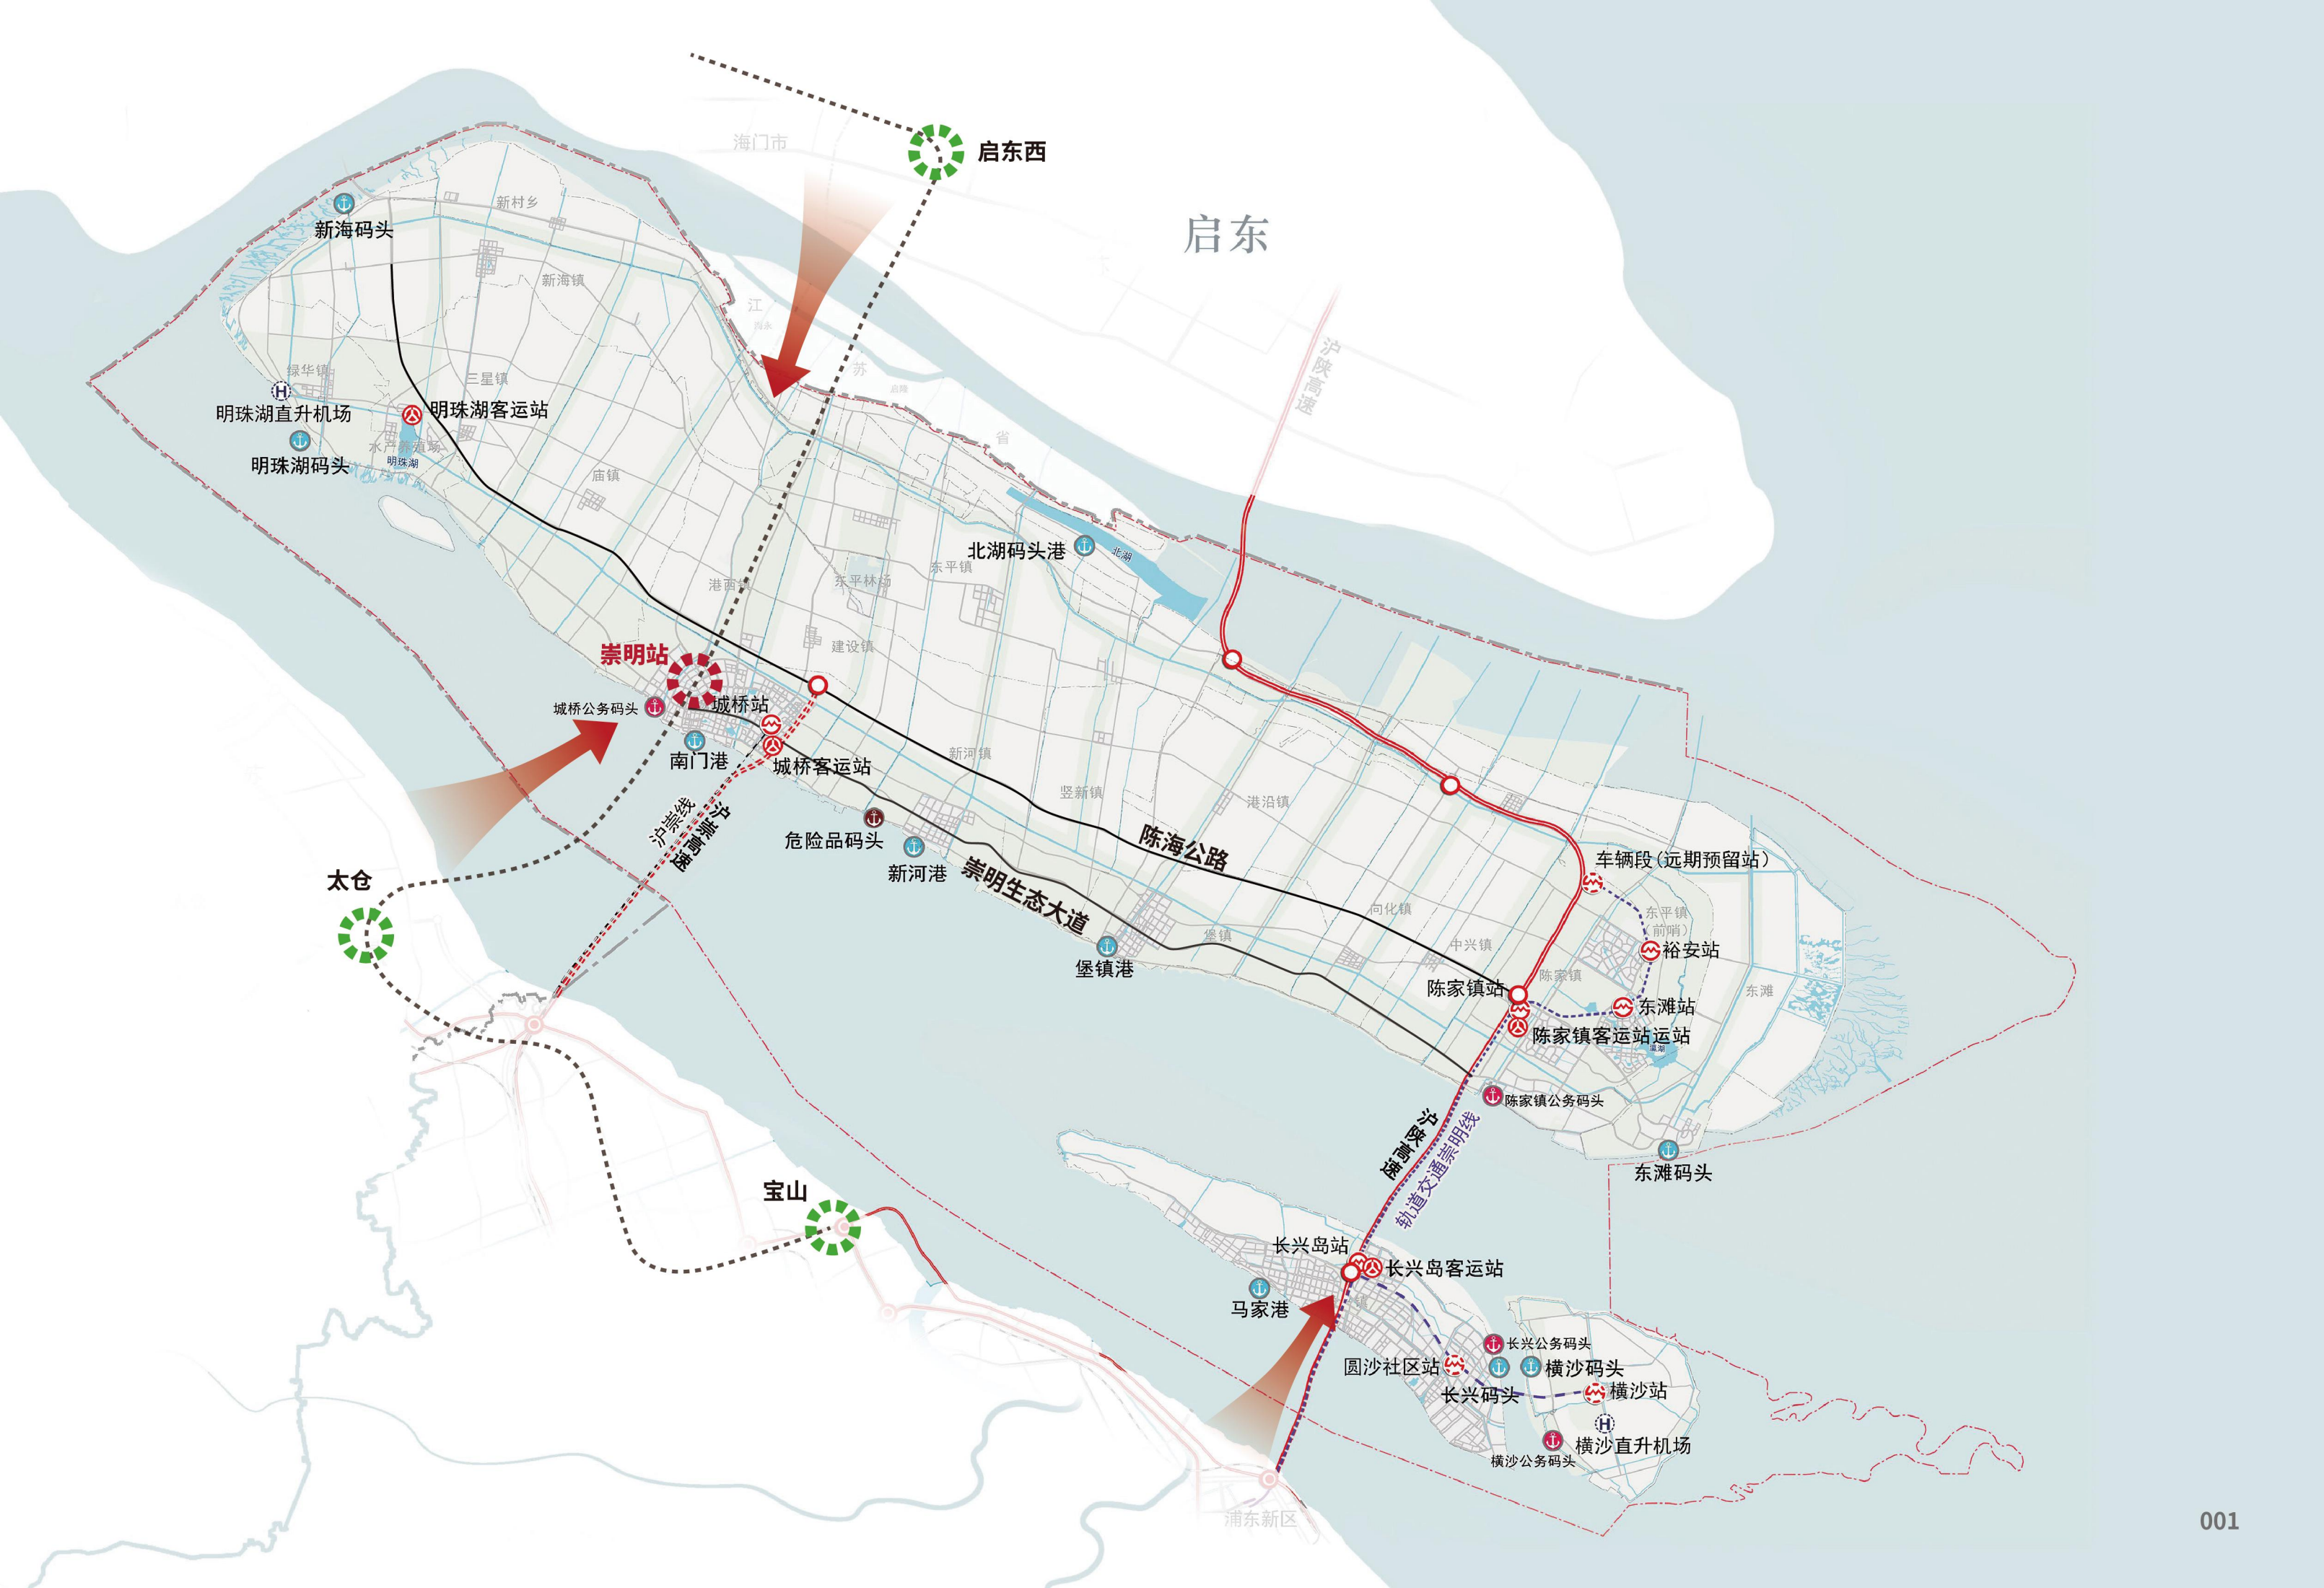 海门市
启东西
新村乡
新海码头
启东
新海镇
江
海永
沪陕高速
苏
启隆
绿华镇
三星镇
明珠湖直升机场
明珠湖客运站
省
水产养殖场
明珠湖
明珠湖码头
庙镇
北湖码头港
北湖
东平镇
东平林场
港西镇
建设镇
崇明站
城桥站
城桥公务码头
南门港
城桥客运站
新河镇
竖新镇
港沿镇
沪崇线
沪崇高速
危险品码头
新河港
陈海公路
崇明生态大道
车辆段（远期预留站）
太仓
向化镇
东平镇
（前哨）
堡镇
中兴镇
裕安站
堡镇港
陈家镇
陈家镇站
东滩
东滩站
陈家镇客运站运站
陈家镇公务码头
沪陕高速
轨道交通崇明线
东滩码头
宝山
长兴岛站
长兴岛客运站
马家港
镇
长兴公务码头
圆沙社区站
横沙码头
长兴码头
横沙站
横沙直升机场
横沙公务码头
浦东新区
001